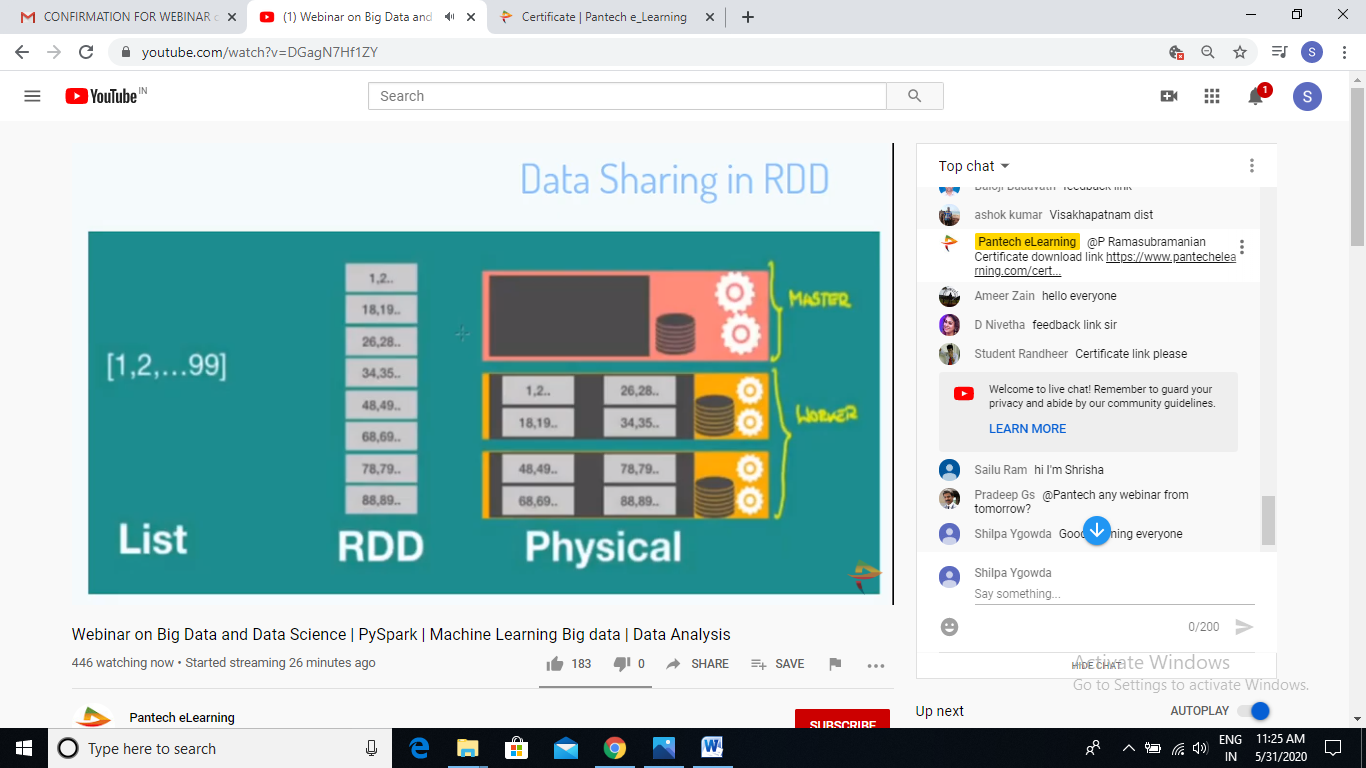 CONFIRMATION FOR WEBINAR
(1) Webinar on Big Data and
Certificate | Pantech e_Learning
youtube.com/watch?v=DGagN7Hf1ZY
S
YouTube IN
Search
1
S
Data Sharing in RDD
[1,2,...99]
List
1,2..
18,19..
26,28..
34,35..
48,49..
68,69..
78,79..
88,89..
RDD
MASTER
1,2.. 26,28..
18,19.. 34,35..
WORKER
48,49.. 78,79..
68,69.. 88,89..
Physical
Webinar on Big Data and Data Science | PySpark | Machine Learning Big data | Data Analysis
446 watching now • Started streaming 26 minutes ago
183 0 SHARE SAVE
Pantech eLearning
SUBSCRIBE
Top chat
feedback link
ashok kumar Visakhapatnam dist
Pantech eLearning @P Ramasubramanian
Certificate download link https://www.pantechelea
rning.com/cert...
Ameer Zain hello everyone
D Nivetha feedback link sir
Student Randheer Certificate link please
Welcome to live chat! Remember to guard your
privacy and abide by our community guidelines.
LEARN MORE
Sailu Ram hi I'm Shrisha
Pradeep Gs @Pantech any webinar from
tomorrow?
Shilpa Ygowda everyone
Shilpa Ygowda
Say something...
0/200
HIDE CHAT
Activate Windows
Go to Settings to activate Windows.
Up next
AUTOPLAY
Type here to search
ENG
IN
11:25 AM
5/31/2020